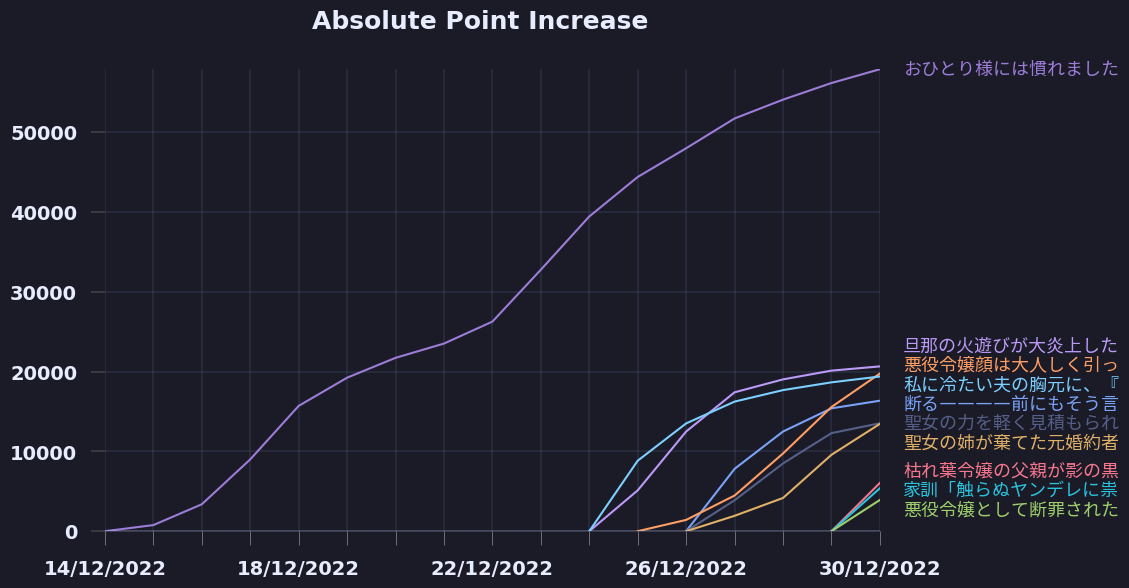 Absolute Point Increase
おひとり様には慣れました
50000
40000
30000
20000
10000
0
旦那の火遊びが大炎上した
悪役令嬢顔は大人しく引っ
私に冷たい夫の胸元に、『
断るーーーー前にもそう言
聖女の力を軽く見積もられ
聖女の姉が棄てた元婚約者
枯れ葉令嬢の父親が影の黒
家訓「触らぬヤンデレに祟
悪役令嬢として断罪された
14/12/2022
18/12/2022
22/12/2022
26/12/2022
30/12/2022